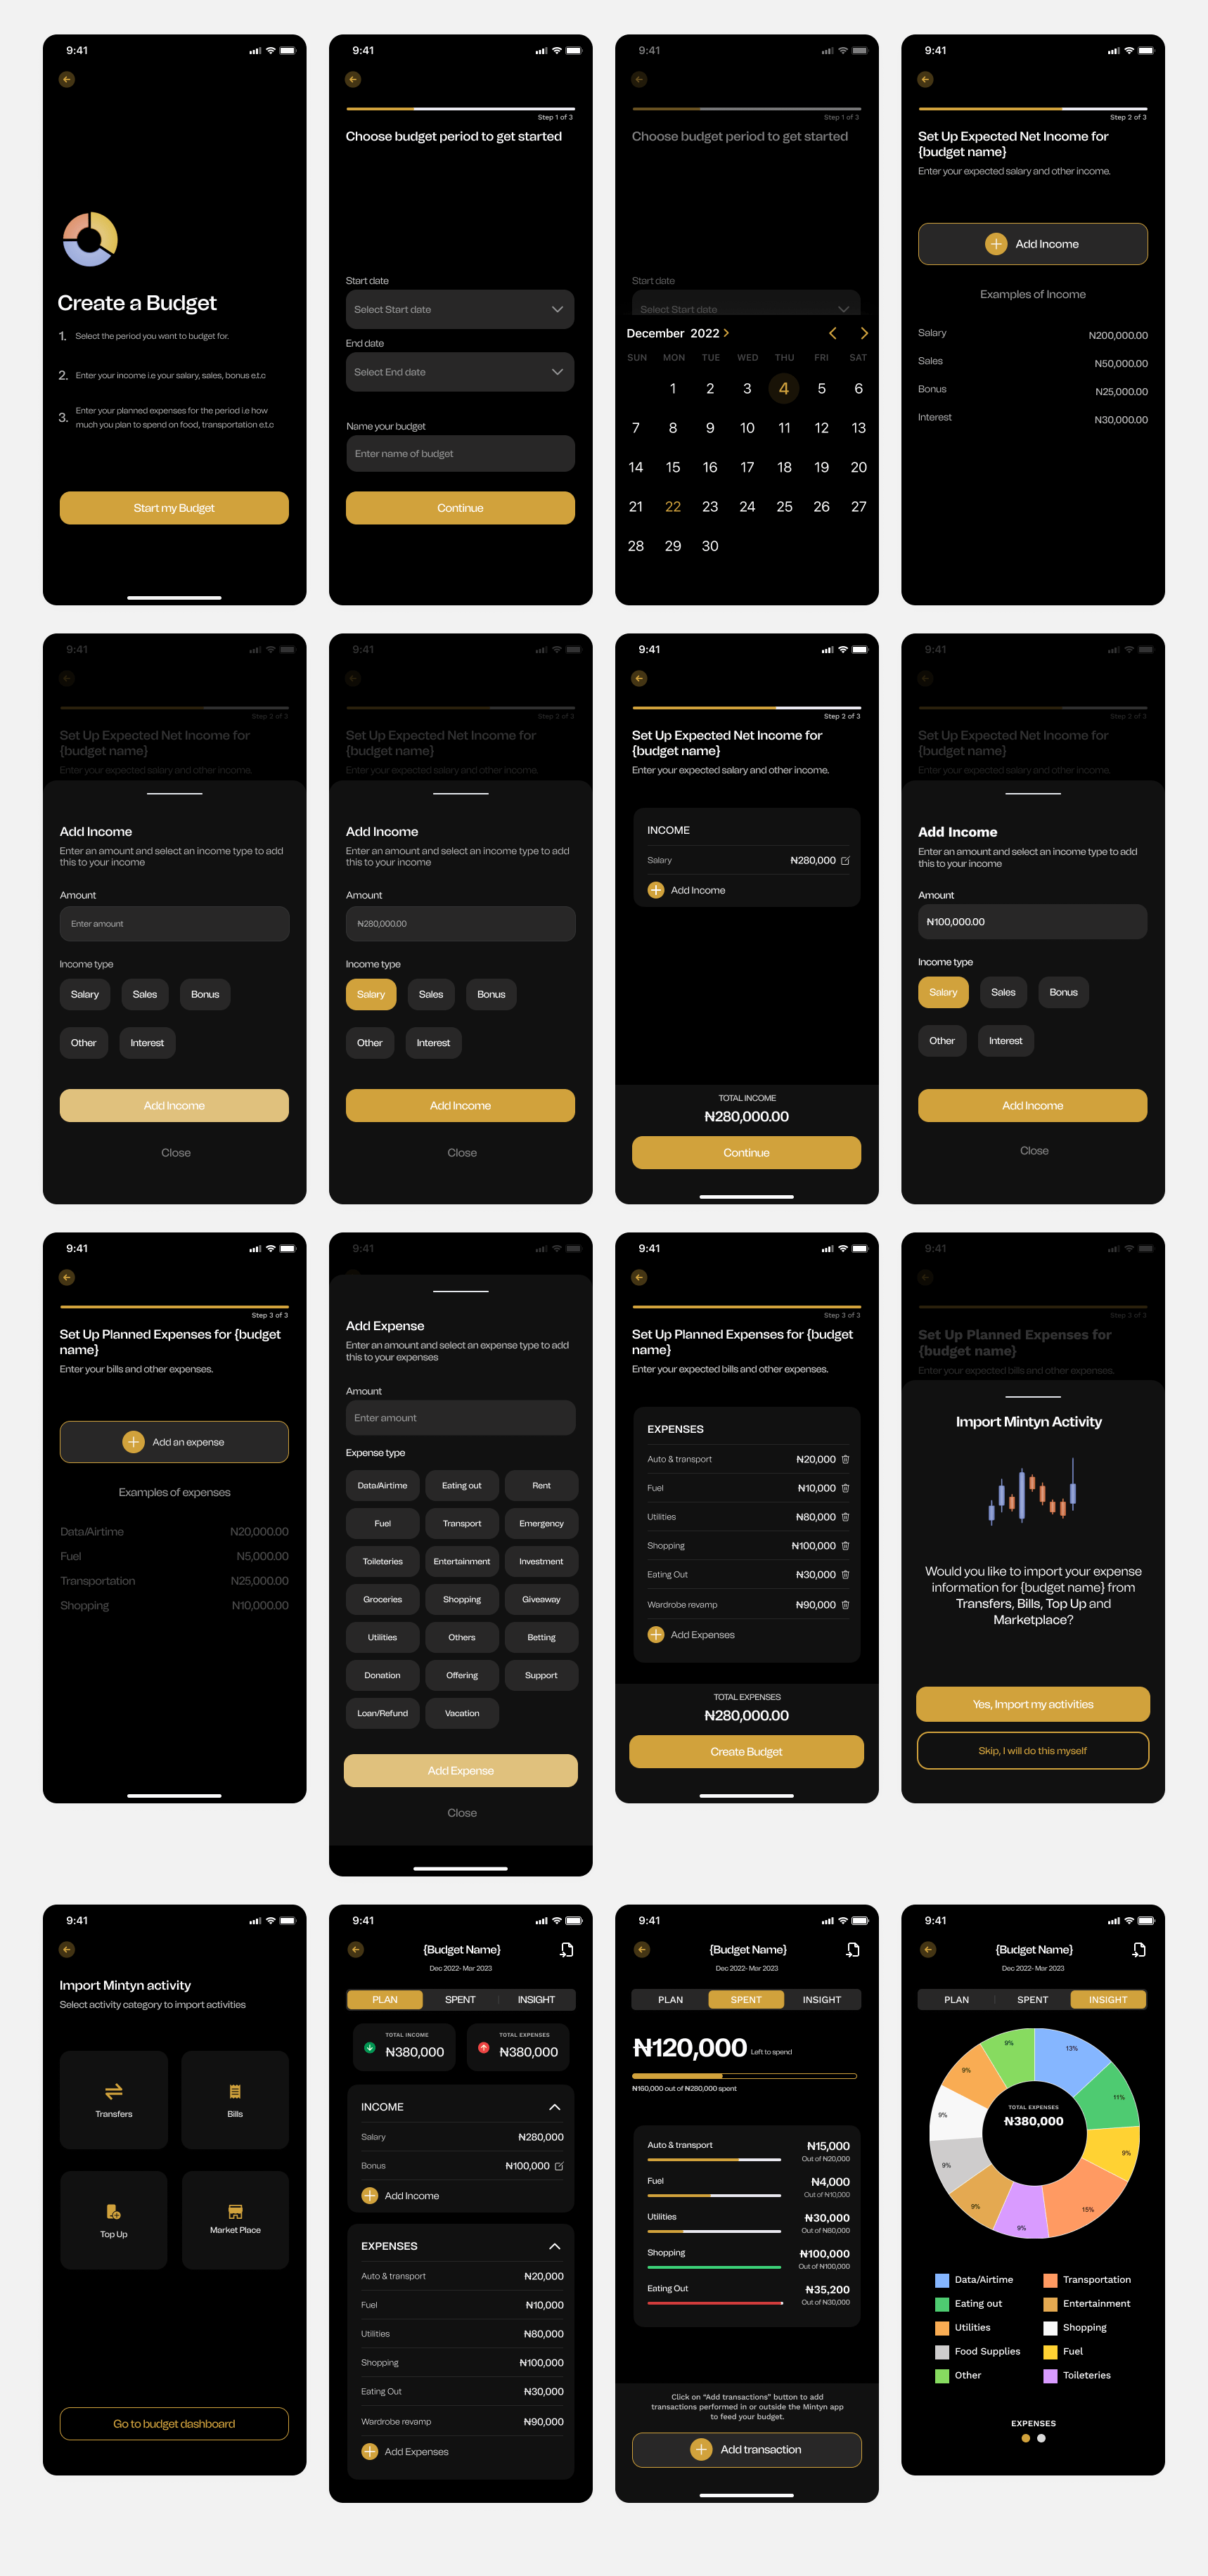 9:41
Create a Budget
1. Select the period you want to budget for.
2. Enter your income i.e your salary, sales, bonus e.t.c
3. Enter your planned expenses for the period i.e how
much you plan to spend on food, transportation e.t.c
Start my Budget
9:41
Step 1 of 3
Choose budget period to get started
Start date
Select Start date
End date
Select End date
Name your budget
Enter name of budget
Continue
9:41
Step 1 of 3
Choose budget period to get started
Start date
Select Start date
December 2022
SUN MON TUE WED THU FRI SAT
1 2 3 4 5 6
7 8 9 10 11 12 13
14 15 16 17 18 19 20
21 22 23 24 25 26 27
28 29 30
9:41
Step 2 of 3
Set Up Expected Net Income for
{budget name}
Enter your expected salary and other income.
Add Income
Examples of Income
Salary N200,000.00
Sales N50,000.00
Bonus N25,000.00
Interest N30,000.00
9:41
Step 2 of 3
Set Up Expected Net Income for
{budget name}
Enter your expected salary and other income.
Add Income
Enter an amount and select an income type to add
this to your income
Amount
Enter amount
Income type
Salary Sales Bonus
Other Interest
Add Income
Close
9:41
Step 2 of 3
Set Up Expected Net Income for
{budget name}
Enter your expected salary and other income.
Add Income
Enter an amount and select an income type to add
this to your income
Amount
₦280,000.00
Income type
Salary Sales Bonus
Other Interest
Add Income
Close
9:41
Step 2 of 3
Set Up Expected Net Income for
{budget name}
Enter your expected salary and other income.
INCOME
Salary ₦280,000
Add Income
TOTAL INCOME
₦280,000.00
Continue
9:41
Step 2 of 3
Set Up Expected Net Income for
{budget name}
Enter your expected salary and other income.
Add Income
Enter an amount and select an income type to add
this to your income
Amount
₦100,000.00
Income type
Salary Sales Bonus
Other Interest
Add Income
Close
9:41
Step 3 of 3
Set Up Planned Expenses for {budget
name}
Enter your bills and other expenses.
Add an expense
Examples of expenses
Data/Airtime N20,000.00
Fuel N5,000.00
Transportation N25,000.00
Shopping N10,000.00
9:41
Add Expense
Enter an amount and select an expense type to add
this to your expenses
Amount
Enter amount
Expense type
Data/Airtime Eating out Rent
Fuel Transport Emergency
Toileteries Entertainment Investment
Groceries Shopping Giveaway
Utilities Others Betting
Donation Offering Support
Loan/Refund Vacation
Add Expense
Close
9:41
Step 3 of 3
Set Up Planned Expenses for {budget
name}
Enter your expected bills and other expenses.
EXPENSES
Auto & transport ₦20,000
Fuel ₦10,000
Utilities ₦80,000
Shopping ₦100,000
Eating Out ₦30,000
Wardrobe revamp ₦90,000
Add Expenses
TOTAL EXPENSES
₦280,000.00
Create Budget
9:41
Step 3 of 3
Set Up Planned Expenses for
{budget name}
Enter your expected bills and other expenses.
Import Mintyn Activity
Would you like to import your expense
information for {budget name} from
Transfers, Bills, Top Up and
Marketplace?
Yes, Import my activities
Skip, I will do this myself
9:41
Import Mintyn activity
Select activity category to import activities
Transfers Bills
Top Up Market Place
Go to budget dashboard
9:41
{Budget Name}
Dec 2022- Mar 2023
PLAN SPENT INSIGHT
TOTAL INCOME
₦380,000
TOTAL EXPENSES
₦380,000
INCOME
Salary ₦280,000
Bonus ₦100,000
Add Income
EXPENSES
Auto & transport ₦20,000
Fuel ₦10,000
Utilities ₦80,000
Shopping ₦100,000
Eating Out ₦30,000
Wardrobe revamp ₦90,000
Add Expenses
9:41
{Budget Name}
Dec 2022- Mar 2023
PLAN SPENT INSIGHT
₦120,000 Left to spend
₦160,000 out of ₦280,000 spent
Auto & transport ₦15,000
Out of ₦20,000
Fuel ₦4,000
Out of ₦10,000
Utilities ₦30,000
Out of ₦80,000
Shopping ₦100,000
Out of ₦100,000
Eating Out ₦35,200
Out of ₦30,000
Click on “Add transactions” button to add
transactions performed in or outside the Mintyn app
to feed your budget.
Add transaction
9:41
{Budget Name}
Dec 2022- Mar 2023
PLAN SPENT INSIGHT
9% 13%
9% 11%
TOTAL EXPENSES
₦380,000
9% 9%
9%
9% 15%
9%
Data/Airtime Transportation
Eating out Entertainment
Utilities Shopping
Food Supplies Fuel
Other Toileteries
EXPENSES